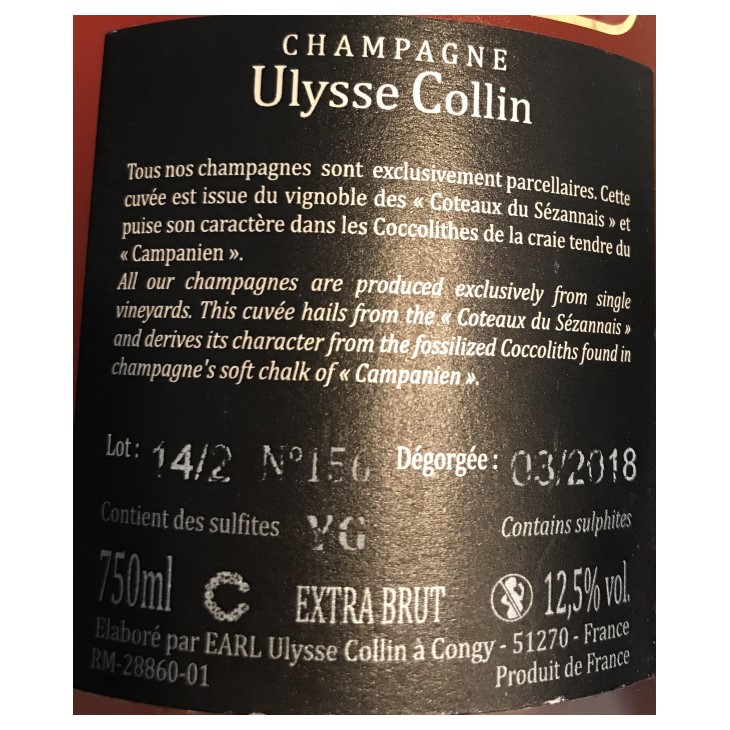 CHAMPAGNE
Ulysse Collin
Tous nos champagnes sont exclusivement parcellaires. Cette
cuvée est issue du vignoble des « Coteaux du Sézannais » et
puise son caractère dans les Coccolithes de la craie tendre du
« Campanien ».
All our champagnes are produced exclusively from single
vineyards. This cuvée hails from the « Coteaux du Sézannais »
and derives its character from the fossilized Coccoliths found in
champagne's soft chalk of « Campanien ».
Lot: 14/2 N°156 Dégorgée: 03/2018
Contient des sulfites YG Contains sulphites
750ml C EXTRA BRUT 12,5% vol.
Elaboré par EARL Ulysse Collin à Congy - 51270 - France
RM-28860-01 Produit de France